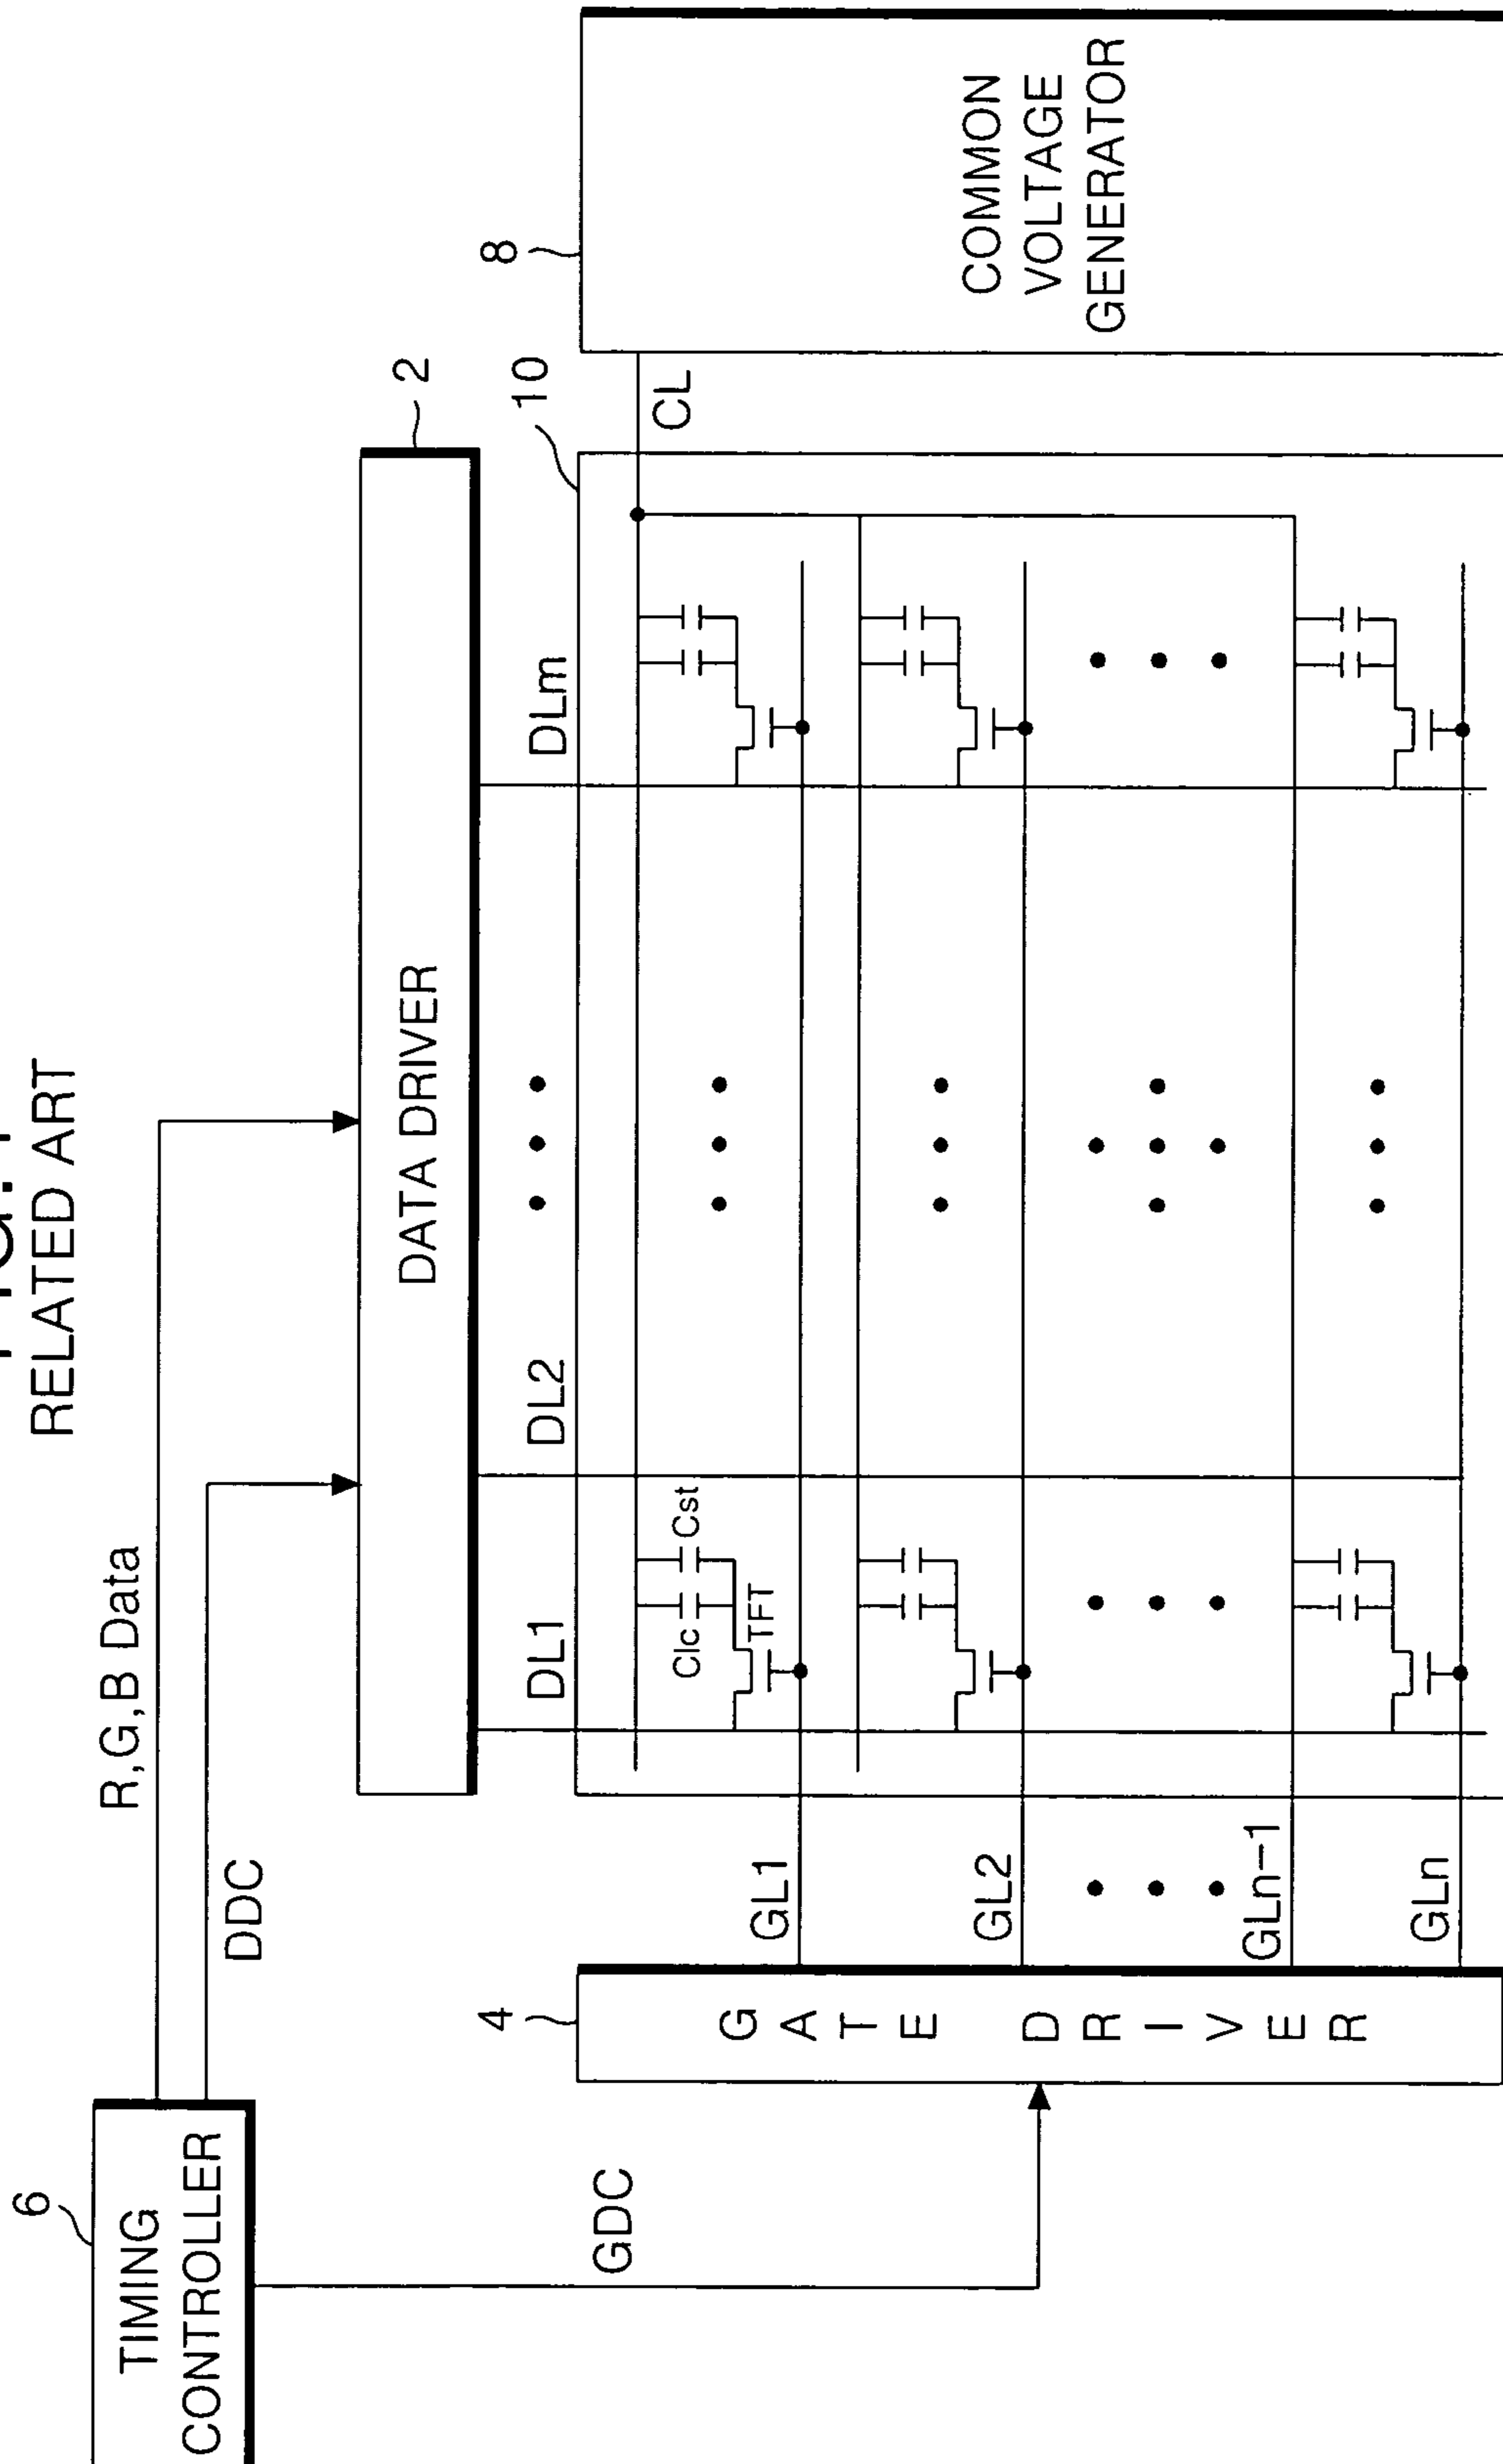 RELATED ART
6
TIMING
CONTROLLER
R,G,B Data
DDC
GDC
DATA DRIVER
2
4
GATE DRIVER
DL1
DL2
DLm
10
8
CL
COMMON
VOLTAGE
GENERATOR
Clc
Cst
TFT
GL1
GL2
GLn-1
GLn